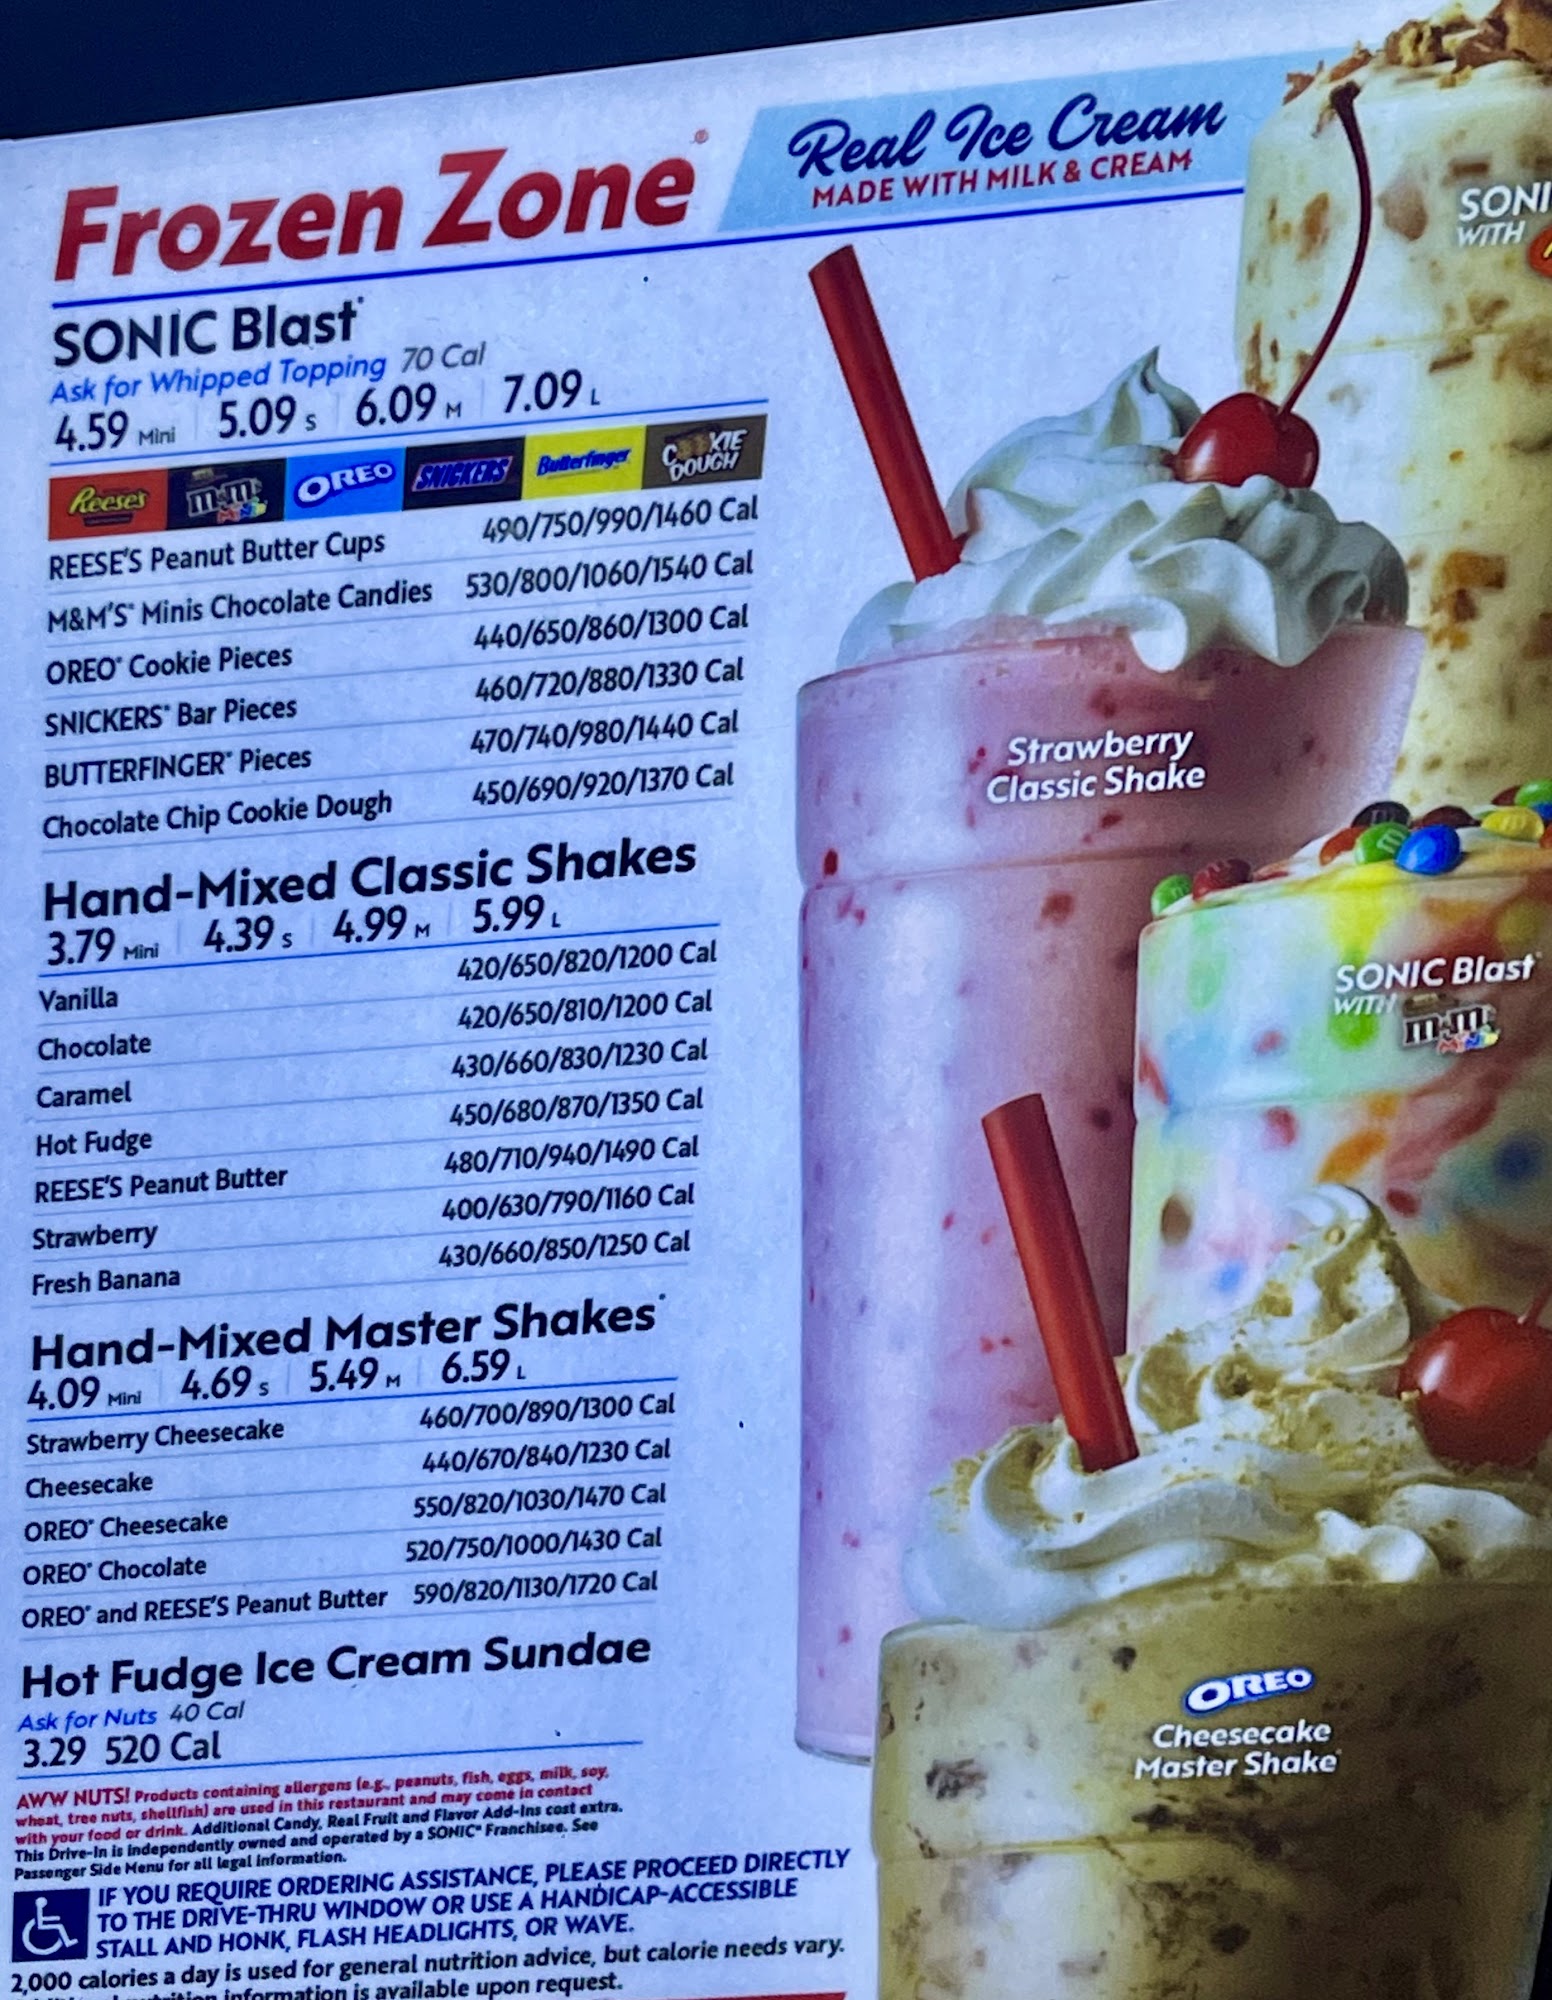 Frozen Zone®
Real Ice Cream
MADE WITH MILK & CREAM
SONIC Blast®
Ask for Whipped Topping 70 Cal
4.59 Mini 5.09 S 6.09 M 7.09 L
Reese's m&m's MINIS OREO SNICKERS Butterfinger COOKIE DOUGH
REESE'S Peanut Butter Cups 490/750/990/1460 Cal
M&M'S® Minis Chocolate Candies 530/800/1060/1540 Cal
OREO® Cookie Pieces 440/650/860/1300 Cal
SNICKERS® Bar Pieces 460/720/880/1330 Cal
BUTTERFINGER® Pieces 470/740/980/1440 Cal
Chocolate Chip Cookie Dough 450/690/920/1370 Cal
Hand-Mixed Classic Shakes
3.79 Mini 4.39 S 4.99 M 5.99 L
Vanilla 420/650/820/1200 Cal
Chocolate 420/650/810/1200 Cal
Caramel 430/660/830/1230 Cal
Hot Fudge 450/680/870/1350 Cal
REESE'S Peanut Butter 480/710/940/1490 Cal
Strawberry 400/630/790/1160 Cal
Fresh Banana 430/660/850/1250 Cal
Hand-Mixed Master Shakes®
4.09 Mini 4.69 S 5.49 M 6.59 L
Strawberry Cheesecake 460/700/890/1300 Cal
Cheesecake 440/670/840/1230 Cal
OREO® Cheesecake 550/820/1030/1470 Cal
OREO® Chocolate 520/750/1000/1430 Cal
OREO® and REESE'S Peanut Butter 590/820/1130/1720 Cal
Hot Fudge Ice Cream Sundae
Ask for Nuts 40 Cal
3.29 520 Cal
AWW NUTS! Products containing allergens (e.g., peanuts, fish, eggs, milk, soy,
wheat, tree nuts, shellfish) are used in this restaurant and may come in contact
with your food or drink. Additional Candy, Real Fruit and Flavor Add-Ins cost extra.
This Drive-In is independently owned and operated by a SONIC® Franchisee. See
Passenger Side Menu for all legal information.
IF YOU REQUIRE ORDERING ASSISTANCE, PLEASE PROCEED DIRECTLY
TO THE DRIVE-THRU WINDOW OR USE A HANDICAP-ACCESSIBLE
STALL AND HONK, FLASH HEADLIGHTS, OR WAVE.
2,000 calories a day is used for general nutrition advice, but calorie needs vary.
nutrition information is available upon request.
SONI
WITH
Strawberry
Classic Shake
SONIC Blast®
WITH m&m's
MINIS
OREO
Cheesecake
Master Shake®